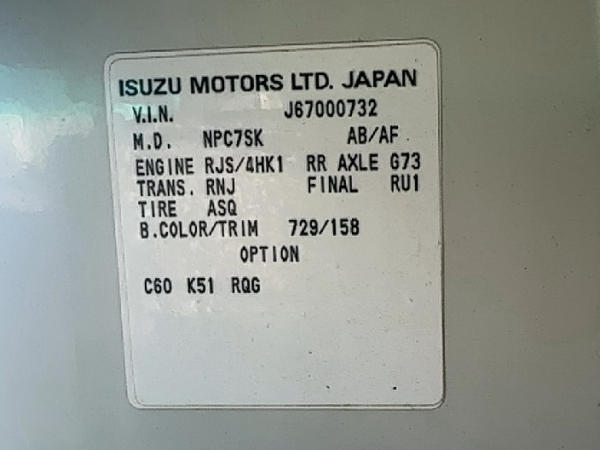 ISUZU MOTORS LTD. JAPAN
V.I.N. J67000732
M.D. NPC7SK AB/AF
ENGINE RJS/4HK1 RR AXLE G73
TRANS. RNJ FINAL RU1
TIRE ASQ
B.COLOR/TRIM 729/158
OPTION
C60 K51 RQG